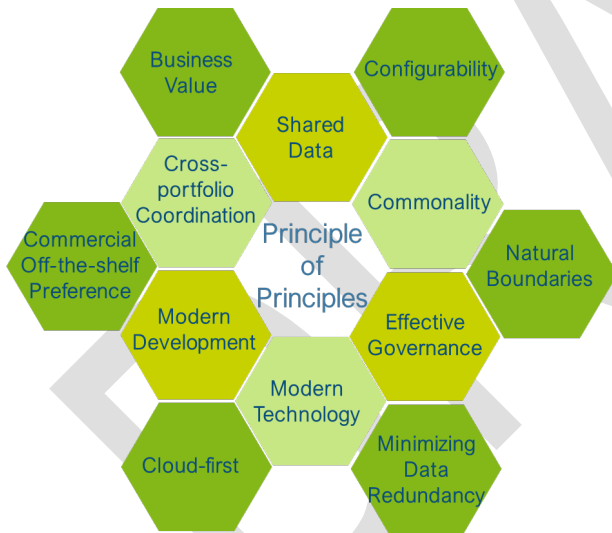 Business
Value
Configurability
Shared
Data
Cross-
portfolio
Coordination
Commonality
Principle
of
Principles
Commercial
Off-the-shelf
Preference
Natural
Boundaries
Modern
Development
Effective
Governance
Modern
Technology
Cloud-first
Minimizing
Data
Redundancy